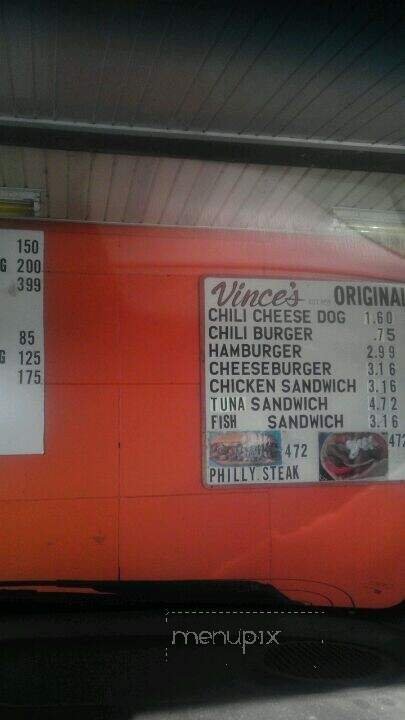 150
G 200
399
85
G 125
175
Vince's ORIGINAL
CHILI CHEESE DOG 1.60
CHILI BURGER .75
HAMBURGER 2.99
CHEESEBURGER 3.16
CHICKEN SANDWICH 3.16
TUNA SANDWICH 4.72
FISH SANDWICH 3.16
472
472
PHILLY STEAK
menupix